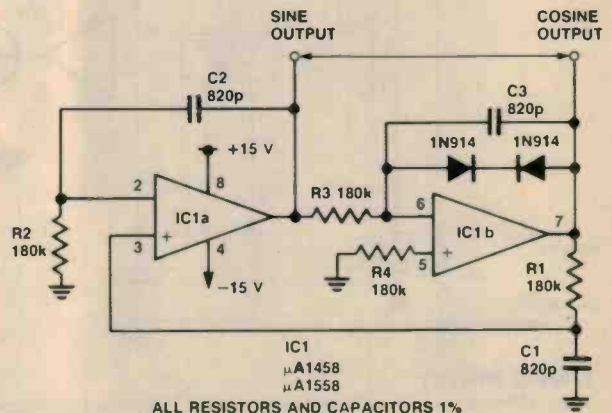 SINE
OUTPUT
COSINE
OUTPUT
C2
820p
C3
820p
+15 V
1N914
1N914
2
8
R3 180k
6
R2
180k
IC1a
IC1b
7
3
+
4
R4
180k
5
+
R1
180k
−15 V
IC1
µA1458
µA1558
C1
820p
ALL RESISTORS AND CAPACITORS 1%